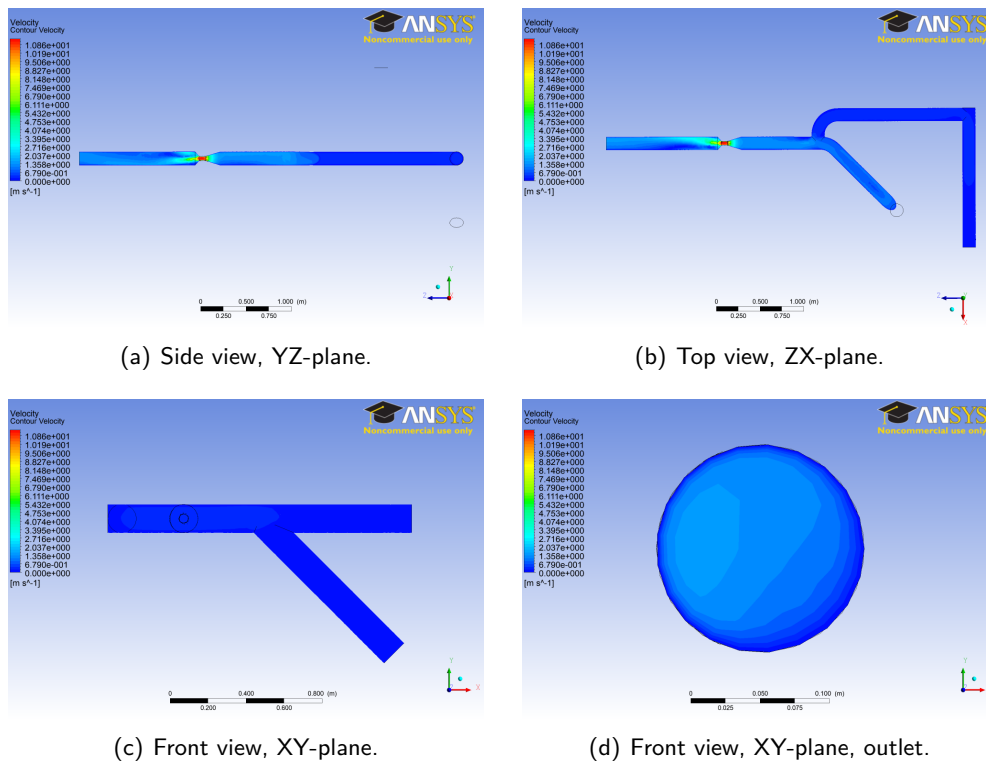 Velocity
Contour Velocity
1.086e+001
1.019e+001
9.506e+000
8.827e+000
8.148e+000
7.469e+000
6.790e+000
6.111e+000
5.432e+000
4.753e+000
4.074e+000
3.395e+000
2.716e+000
2.037e+000
1.358e+000
6.790e-001
0.000e+000
[m s^-1]
ANSYS
Noncommercial use only
0 0.500 1.000 (m)
0.250 0.750
Z Y
(a) Side view, YZ-plane.
Velocity
Contour Velocity
1.086e+001
1.019e+001
9.506e+000
8.827e+000
8.148e+000
7.469e+000
6.790e+000
6.111e+000
5.432e+000
4.753e+000
4.074e+000
3.395e+000
2.716e+000
2.037e+000
1.358e+000
6.790e-001
0.000e+000
[m s^-1]
ANSYS
Noncommercial use only
0 0.500 1.000 (m)
0.250 0.750
Z Y
X
(b) Top view, ZX-plane.
Velocity
Contour Velocity
1.086e+001
1.019e+001
9.506e+000
8.827e+000
8.148e+000
7.469e+000
6.790e+000
6.111e+000
5.432e+000
4.753e+000
4.074e+000
3.395e+000
2.716e+000
2.037e+000
1.358e+000
6.790e-001
0.000e+000
[m s^-1]
ANSYS
Noncommercial use only
0 0.400 0.800 (m)
0.200 0.600
Y
X
(c) Front view, XY-plane.
Velocity
Contour Velocity
1.086e+001
1.019e+001
9.506e+000
8.827e+000
8.148e+000
7.469e+000
6.790e+000
6.111e+000
5.432e+000
4.753e+000
4.074e+000
3.395e+000
2.716e+000
2.037e+000
1.358e+000
6.790e-001
0.000e+000
[m s^-1]
ANSYS
Noncommercial use only
0 0.050 0.100 (m)
0.025 0.075
Y
X
(d) Front view, XY-plane, outlet.